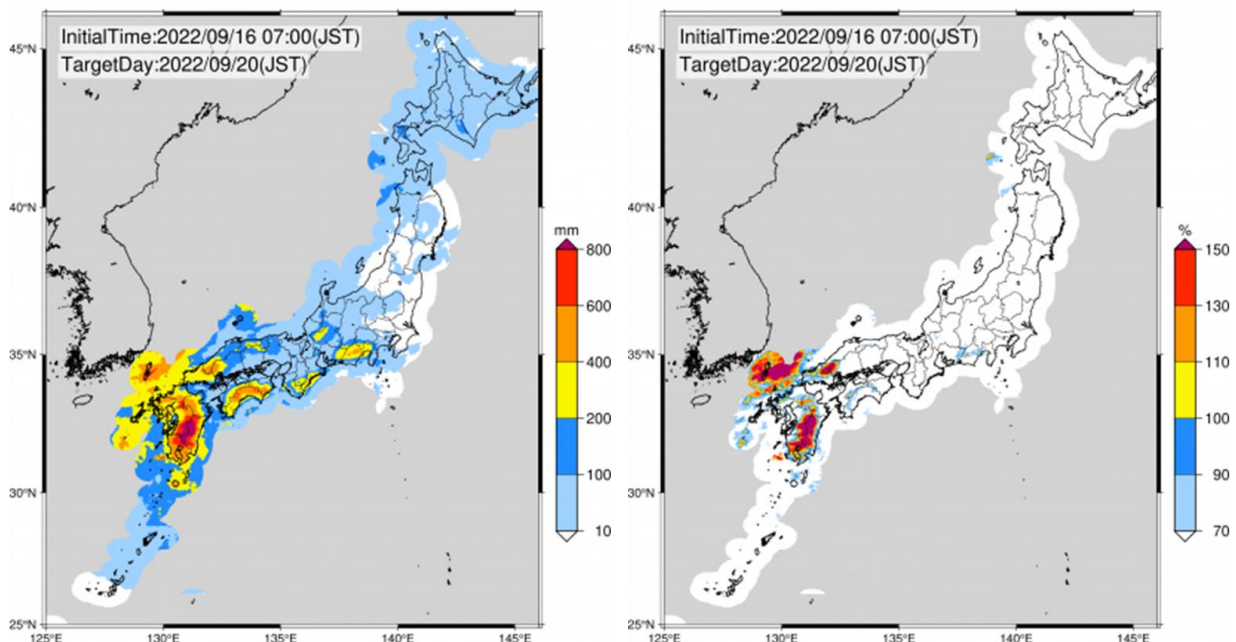 InitialTime:2022/09/16 07:00(JST)
TargetDay:2022/09/20(JST)
45°N
40°N
35°N
30°N
25°N
125°E
130°E
135°E
140°E
145°E
mm
800
600
400
200
100
10
InitialTime:2022/09/16 07:00(JST)
TargetDay:2022/09/20(JST)
45°N
40°N
35°N
30°N
25°N
125°E
130°E
135°E
140°E
145°E
%
150
130
110
100
90
70